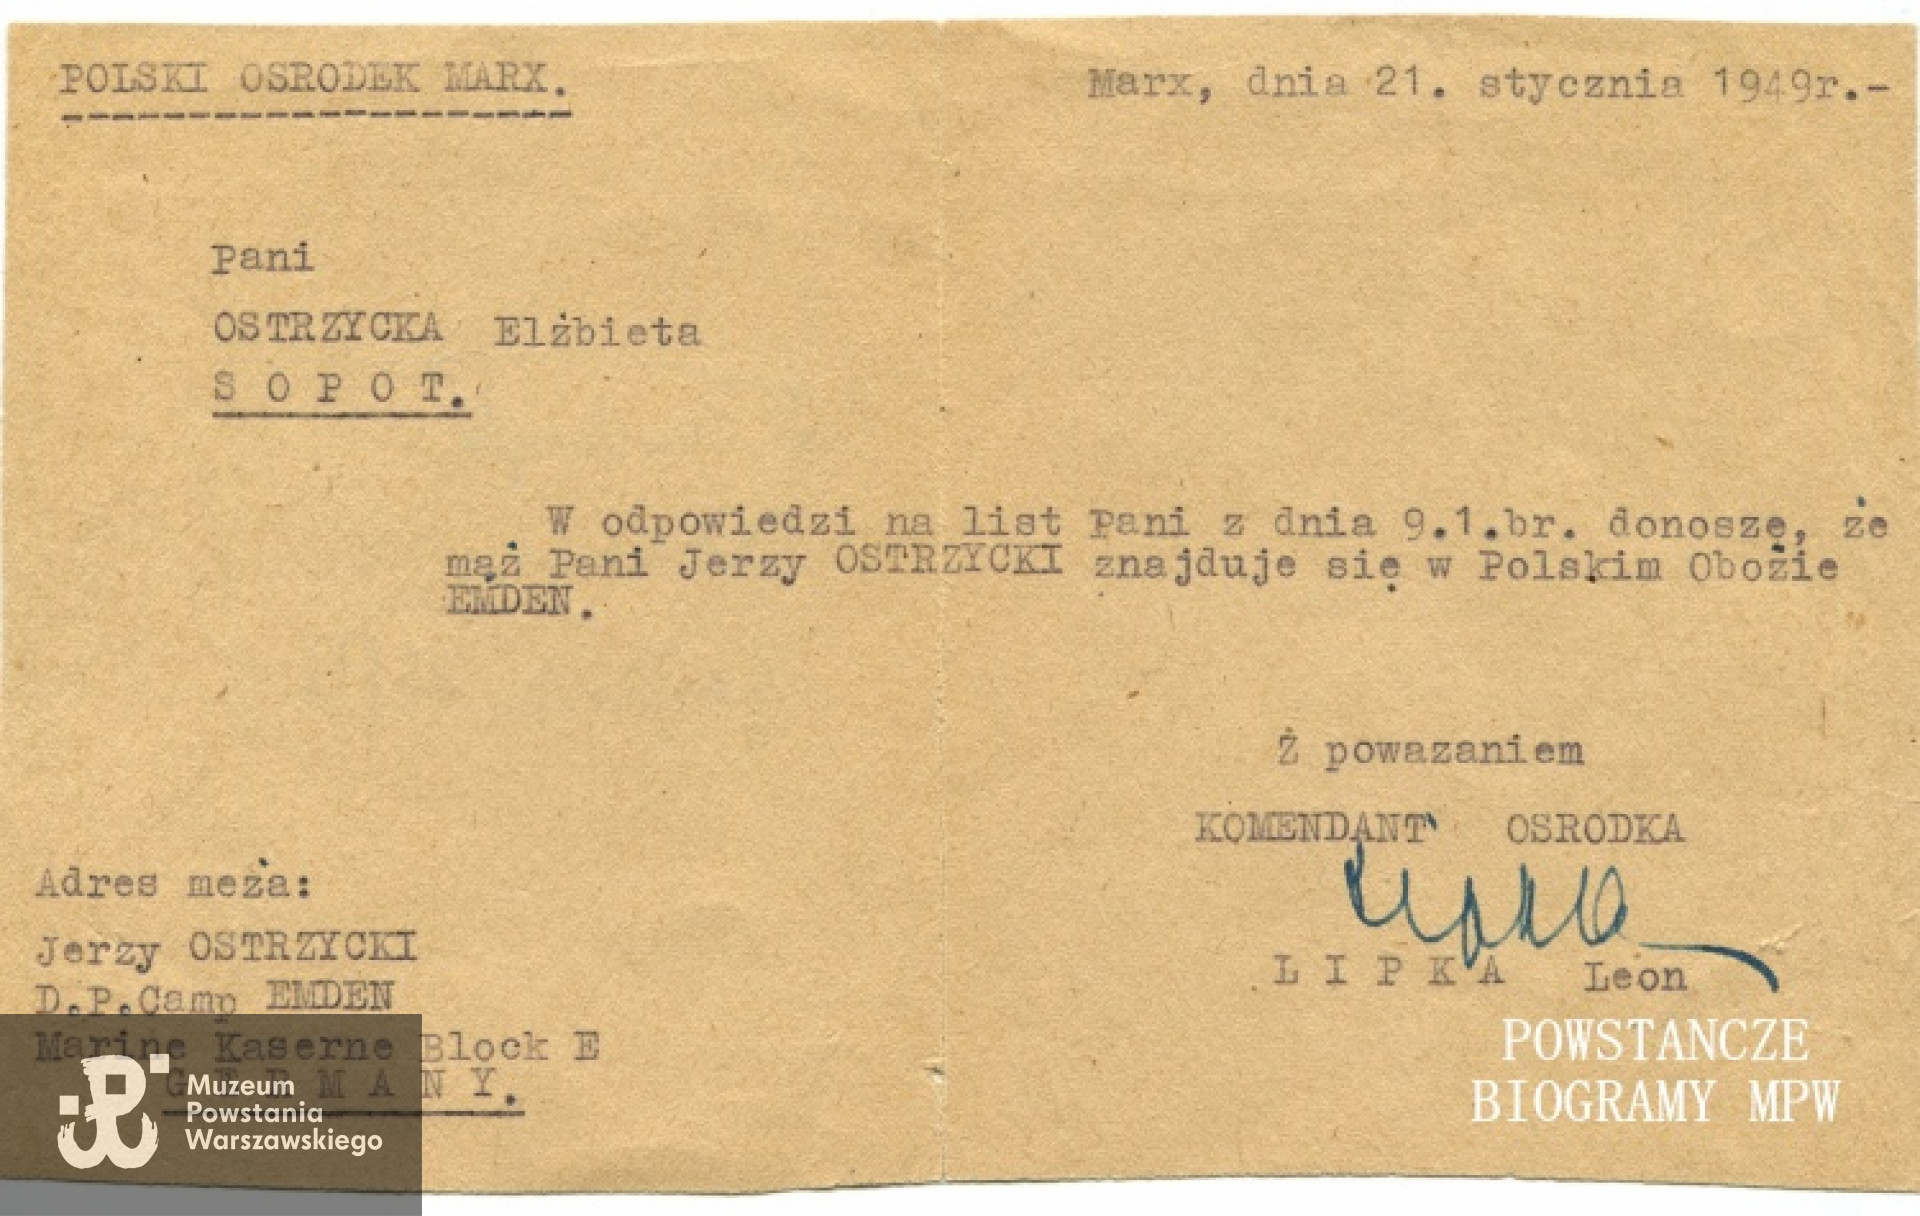 POLSKI OSRODEK MARX.
Marx, dnia 21. stycznia 1949r.-
Pani
OSTRZYCKA Elżbieta
S O P O T.
W odpowiedzi na list Pani z dnia 9.1.br. donoszę, że
mąż Pani Jerzy OSTRZYCKI znajduje się w Polskim Obozie
EMDEN.
Z powazaniem
KOMENDANT OSRODKA
Lipka
L I P K A Leon
Adres meża:
Jerzy OSTRZYCKI
D.P.Camp EMDEN
Marine Kaserne Block E
G E R M A N Y.
Muzeum
Powstania
Warszawskiego
POWSTANCZE
BIOGRAMY MPW